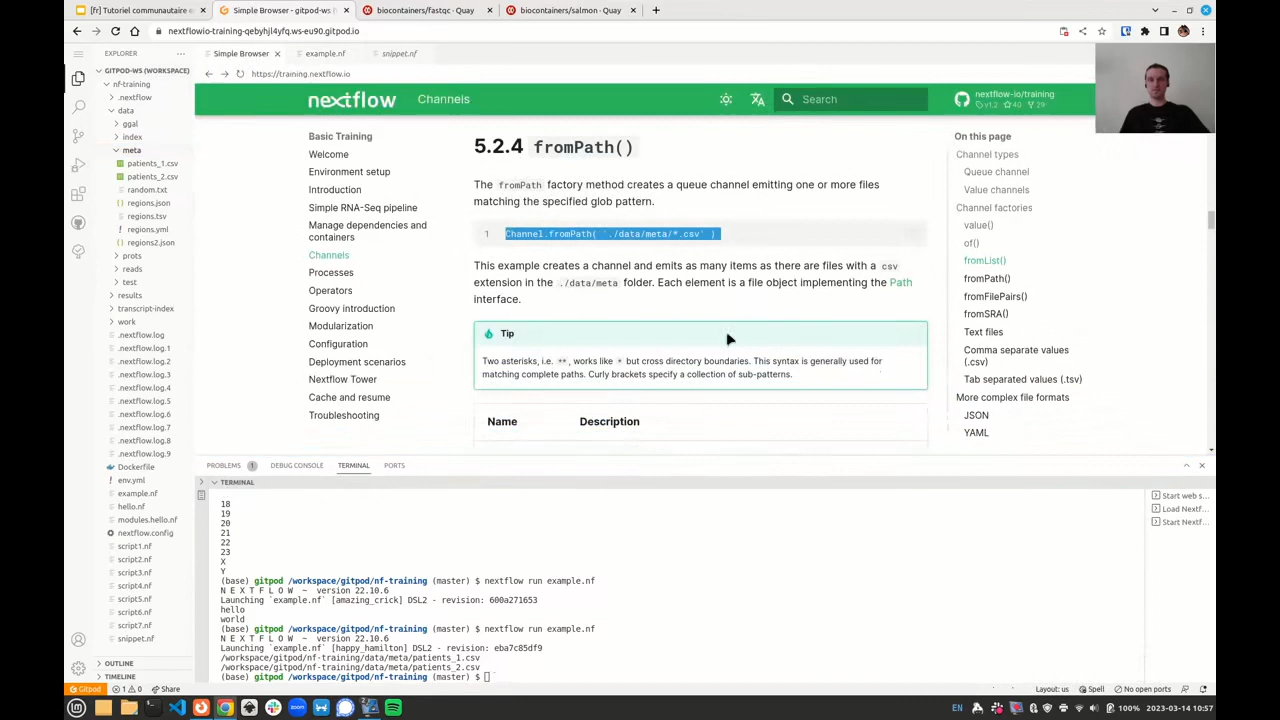 [fr] Tutoriel communautaire e
Simple Browser - gitpod-ws (
biocontainers/fastqc · Quay
biocontainers/salmon · Quay
nextflowio-training-qebyhjl4yfq.ws-eu90.gitpod.io
EXPLORER
Simple Browser
example.nf
snippet.nf
GITPOD-WS (WORKSPACE)
nf-training
.nextflow
data
ggal
index
meta
patients_1.csv
patients_2.csv
random.txt
regions.json
regions.tsv
regions.yml
regions2.json
prots
reads
test
results
transcript-index
work
.nextflow.log
.nextflow.log.1
.nextflow.log.2
.nextflow.log.3
.nextflow.log.4
.nextflow.log.5
.nextflow.log.6
.nextflow.log.7
.nextflow.log.8
.nextflow.log.9
Dockerfile
env.yml
example.nf
hello.nf
modules.hello.nf
nextflow.config
script1.nf
script2.nf
script3.nf
script4.nf
script5.nf
script6.nf
script7.nf
snippet.nf
OUTLINE
TIMELINE
https://training.nextflow.io
nextflow
Channels
Search
nextflow-io/training
v1.2 40 29
Basic Training
Welcome
Environment setup
Introduction
Simple RNA-Seq pipeline
Manage dependencies and
containers
Channels
Processes
Operators
Groovy introduction
Modularization
Configuration
Deployment scenarios
Nextflow Tower
Cache and resume
Troubleshooting
5.2.4 fromPath()
The fromPath factory method creates a queue channel emitting one or more files
matching the specified glob pattern.
1 Channel.fromPath( './data/meta/*.csv' )
This example creates a channel and emits as many items as there are files with a csv
extension in the ./data/meta folder. Each element is a file object implementing the Path
interface.
Tip
Two asterisks, i.e. **, works like * but cross directory boundaries. This syntax is generally used for
matching complete paths. Curly brackets specify a collection of sub-patterns.
Name Description
On this page
Channel types
Queue channel
Value channels
Channel factories
value()
of()
fromList()
fromPath()
fromFilePairs()
fromSRA()
Text files
Comma separate values
(.csv)
Tab separated values (.tsv)
More complex file formats
JSON
YAML
PROBLEMS 1 DEBUG CONSOLE TERMINAL PORTS
TERMINAL
18
19
20
21
22
23
X
Y
(base) gitpod /workspace/gitpod/nf-training (master) $ nextflow run example.nf
N E X T F L O W ~ version 22.10.6
Launching `example.nf` [amazing_crick] DSL2 - revision: 600a271653
hello
world
(base) gitpod /workspace/gitpod/nf-training (master) $ nextflow run example.nf
N E X T F L O W ~ version 22.10.6
Launching `example.nf` [happy_hamilton] DSL2 - revision: eba7c85df9
/workspace/gitpod/nf-training/data/meta/patients_1.csv
/workspace/gitpod/nf-training/data/meta/patients_2.csv
(base) gitpod /workspace/gitpod/nf-training (master) $
Start web s...
Load Nextf...
Start Nextf...
Gitpod 1 0 Share
Layout: us Spell No open ports
EN 100% 2023-03-14 10:57